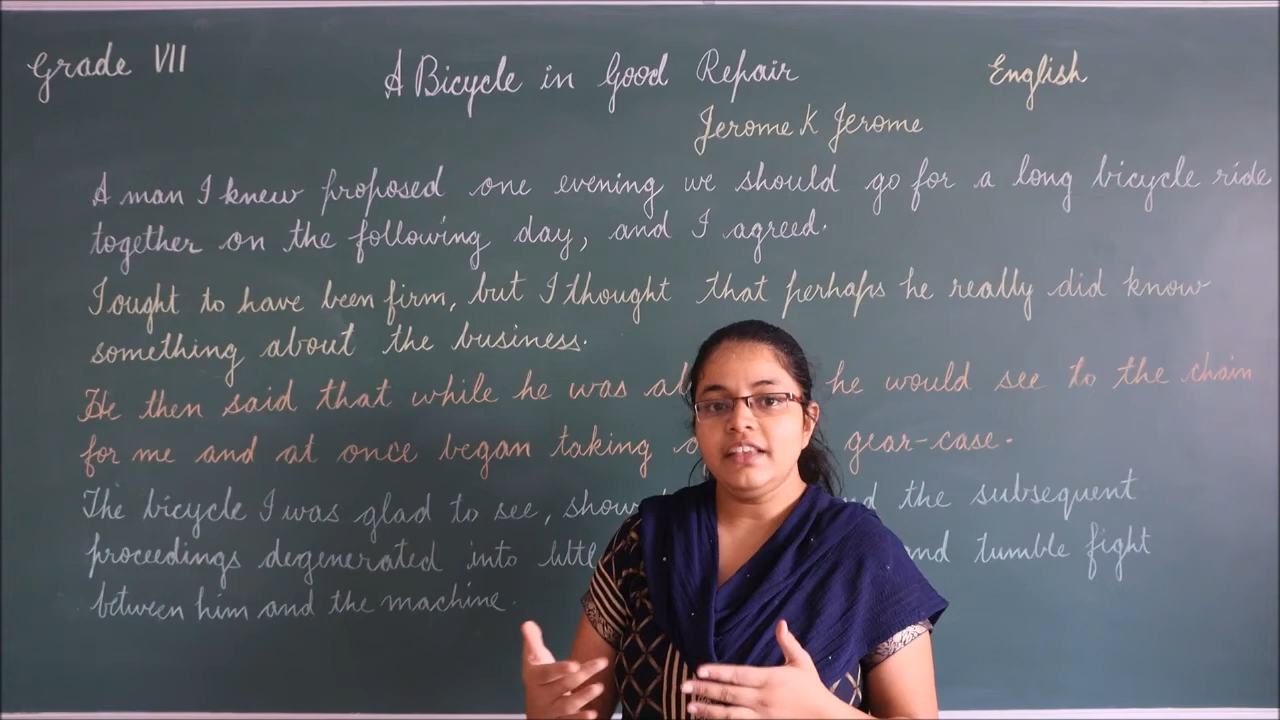 Grade VII
A Bicycle in Good Repair
English
Jerome K Jerome
A man I knew proposed one evening we should go for a long bicycle ride
together on the following day, and I agreed.
I ought to have been firm, but I thought that perhaps he really did know
something about the business.
He then said that while he was he would see to the chain
for me and at once began taking gear-case.
The bicycle I was glad to see, the subsequent
proceedings degenerated into tumble fight
between him and the machine.